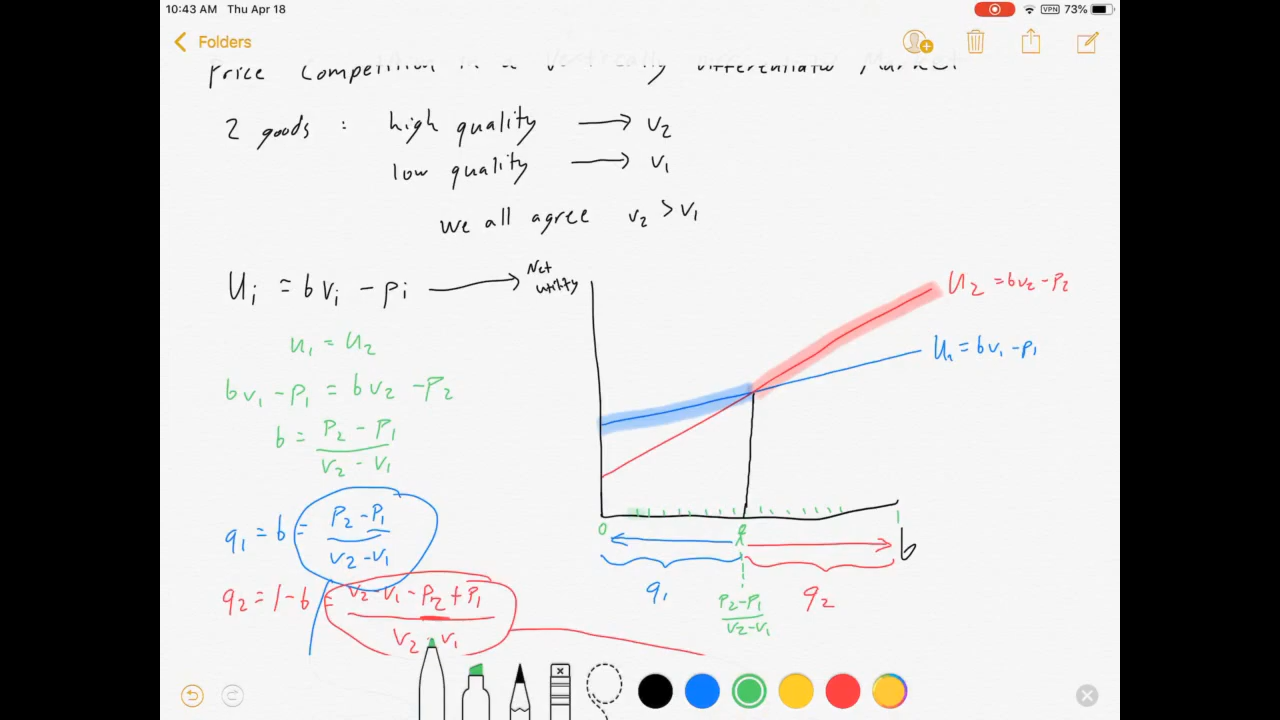 10:43 AM Thu Apr 18
VPN 73%
Folders
Price Competition in a Vertically Differentiated Market
2 goods : high quality → v₂
low quality → v₁
we all agree v₂ > v₁
Uᵢ = bvᵢ - pᵢ → Net utility
U₂ = bv₂ - p₂
u₁ = u₂
U₁ = bv₁ - p₁
bv₁ - p₁ = bv₂ - p₂
b = (p₂ - p₁)/(v₂ - v₁)
q₁ = b = (p₂ - p₁)/(v₂ - v₁)
0 1
b
q₂ = 1 - b = (v₂ - v₁ - p₂ + p₁)/(v₂ - v₁)
q₁ (p₂ - p₁)/(v₂ - v₁) q₂